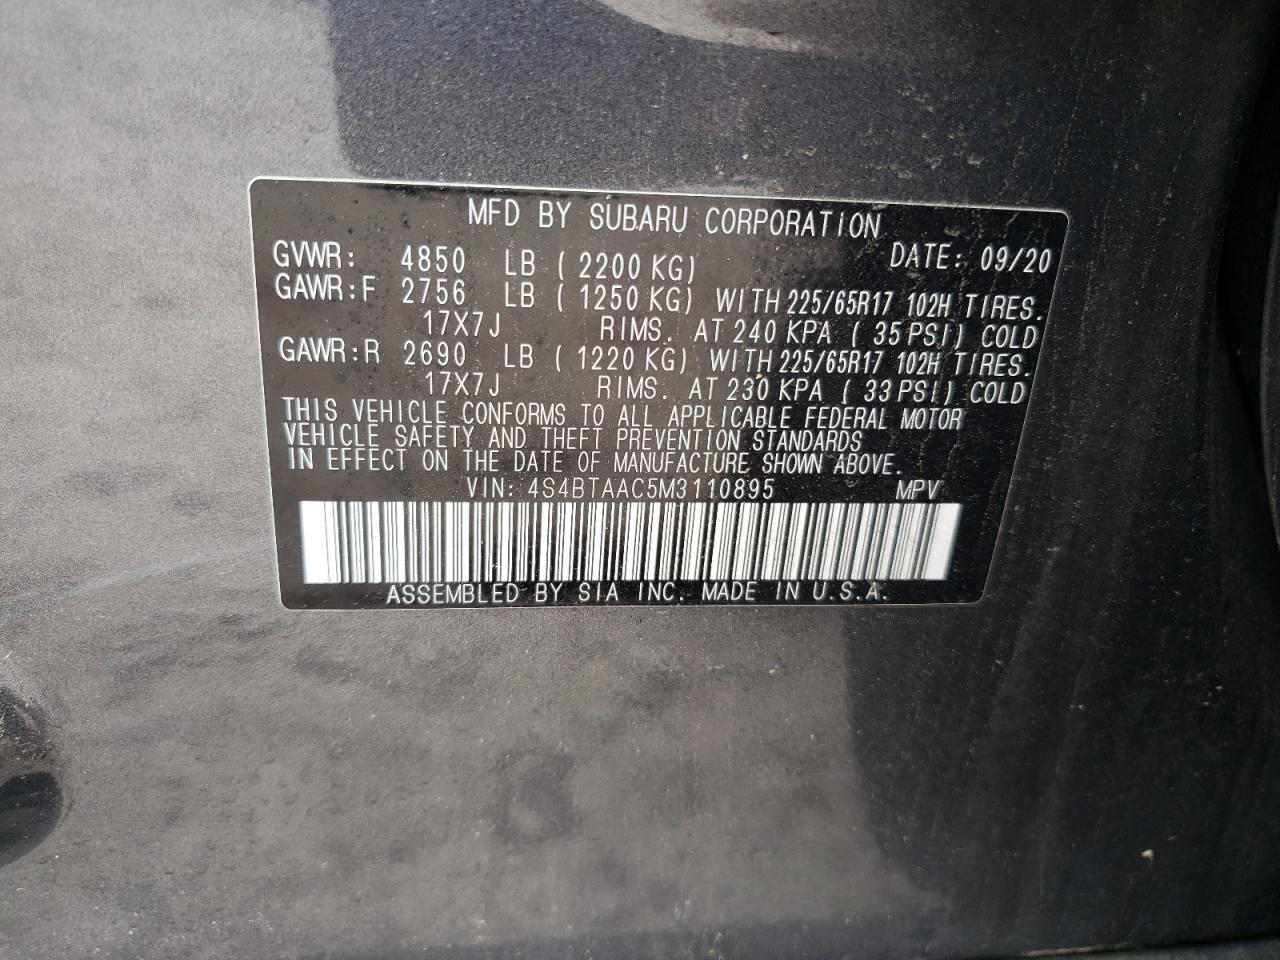 MFD BY SUBARU CORPORATION
GVWR: 4850 LB (2200 KG) DATE: 09/20
GAWR:F 2756 LB (1250 KG) WITH 225/65R17 102H TIRES.
17X7J RIMS. AT 240 KPA (35 PSI) COLD
GAWR:R 2690 LB (1220 KG) WITH 225/65R17 102H TIRES.
17X7J RIMS. AT 230 KPA (33 PSI) COLD
THIS VEHICLE CONFORMS TO ALL APPLICABLE FEDERAL MOTOR
VEHICLE SAFETY AND THEFT PREVENTION STANDARDS
IN EFFECT ON THE DATE OF MANUFACTURE SHOWN ABOVE.
VIN: 4S4BTAAC5M3110895 MPV
ASSEMBLED BY SIA INC. MADE IN U.S.A.